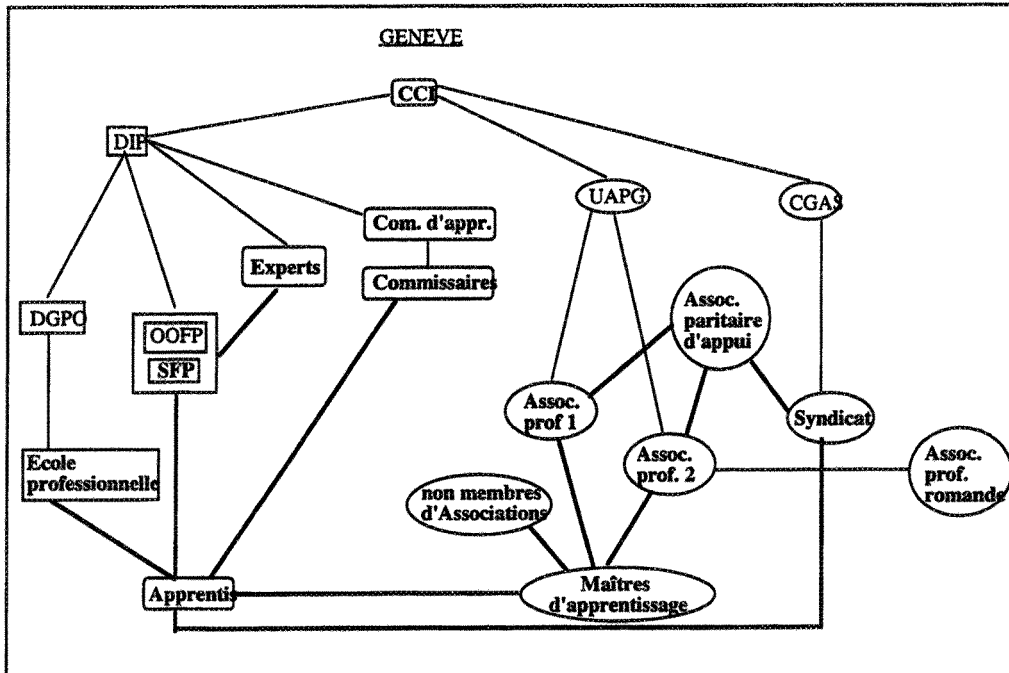 GENEVE
CCI
DIP
UAPG
CGAS
Com. d'appr.
Experts
Commissaires
DGPO
OOFP
SFP
Assoc.
paritaire
d'appui
Assoc.
prof 1
Syndicat
Ecole
professionnelle
Assoc.
prof. 2
Assoc.
prof.
romande
non membres
d'Associations
Apprentis
Maîtres
d'apprentissage